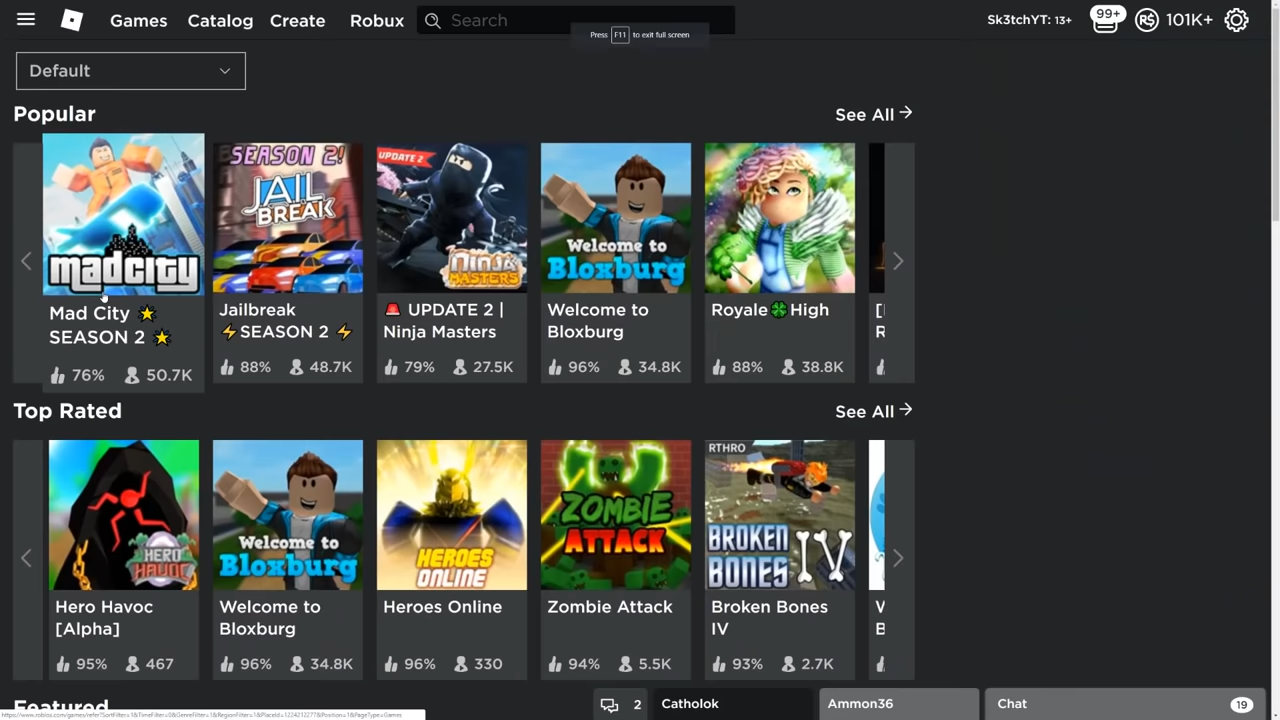 Games Catalog Create Robux Search Sk3tchYT: 13+ 99+ 101K+
Press F11 to exit full screen
Default
Popular See All
madcity
SEASON 2!
JAIL
BREAK
UPDATE 2
NINJA
MASTERS
Welcome to
Bloxburg
Mad City 🌟
SEASON 2 🌟
76% 50.7K
Jailbreak
⚡SEASON 2 ⚡
88% 48.7K
🚨 UPDATE 2 |
Ninja Masters
79% 27.5K
Welcome to
Bloxburg
96% 34.8K
Royale🍀High
88% 38.8K
[
R
Top Rated See All
HERO
HAVOC
Welcome to
Bloxburg
HEROES
ONLINE
ZOMBIE
ATTACK
RTHRO
BROKEN
BONES IV
Hero Havoc
[Alpha]
95% 467
Welcome to
Bloxburg
96% 34.8K
Heroes Online
96% 330
Zombie Attack
94% 5.5K
Broken Bones
IV
93% 2.7K
Featured
2 Catholok Ammon36 Chat 19